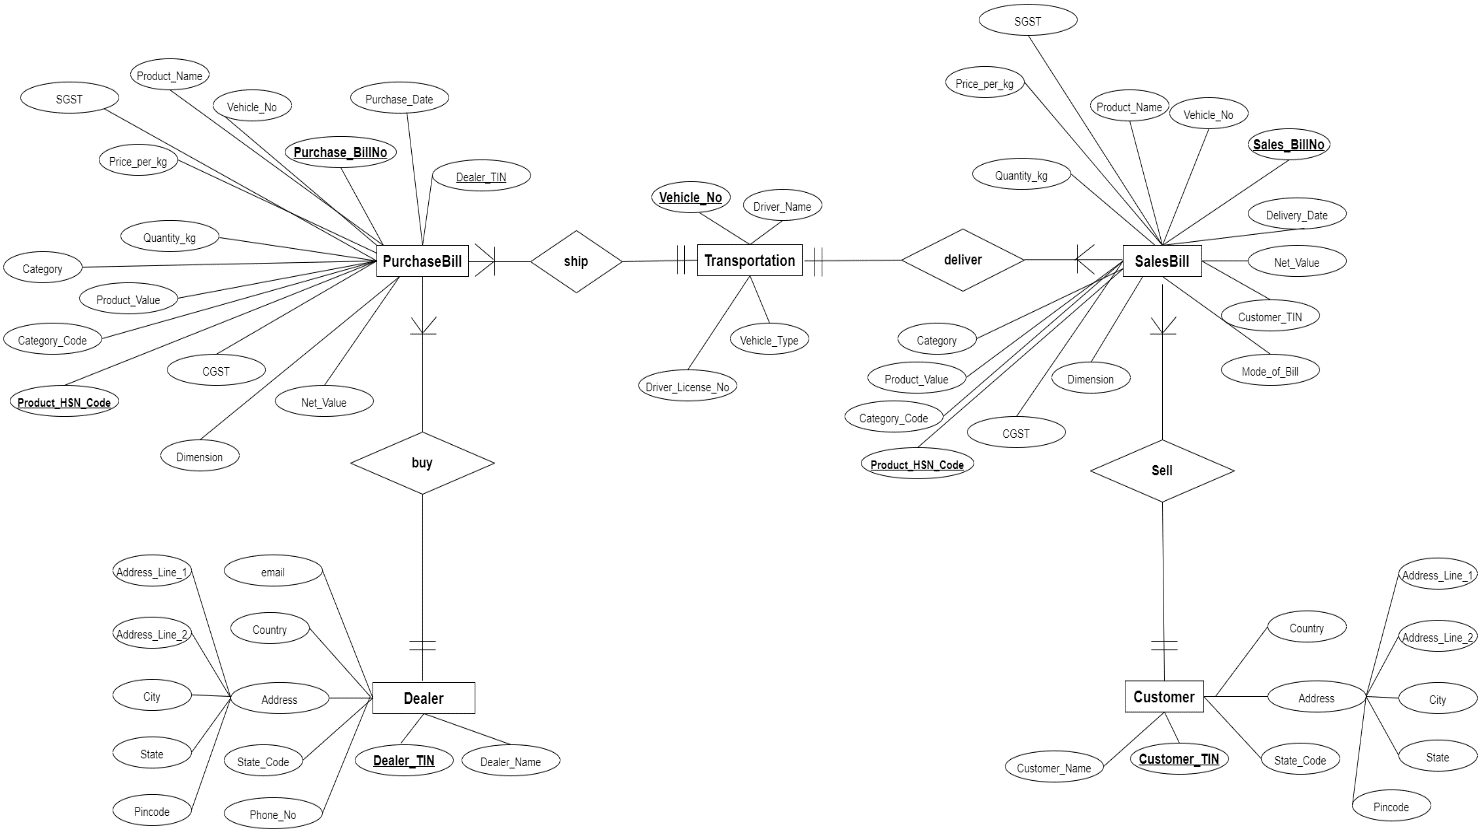 SGST
Product_Name
Price_per_kg
SGST
Vehicle_No
Purchase_Date
Product_Name
Vehicle_No
Purchase_BillNo
Sales_BillNo
Price_per_kg
Dealer_TIN
Quantity_kg
Vehicle_No
Driver_Name
Delivery_Date
Quantity_kg
Category
PurchaseBill
ship
Transportation
deliver
SalesBill
Net_Value
Product_Value
Customer_TIN
Category_Code
Vehicle_Type
Category
CGST
Mode_of_Bill
Product_Value
Dimension
Driver_License_No
Product_HSN_Code
Net_Value
Category_Code
CGST
Dimension
buy
Product_HSN_Code
Sell
Address_Line_1
email
Address_Line_1
Country
Country
Address_Line_2
Address_Line_2
City
Address
Dealer
Customer
Address
City
State
State_Code
Dealer_TIN
Dealer_Name
Customer_Name
Customer_TIN
State_Code
State
Pincode
Phone_No
Pincode